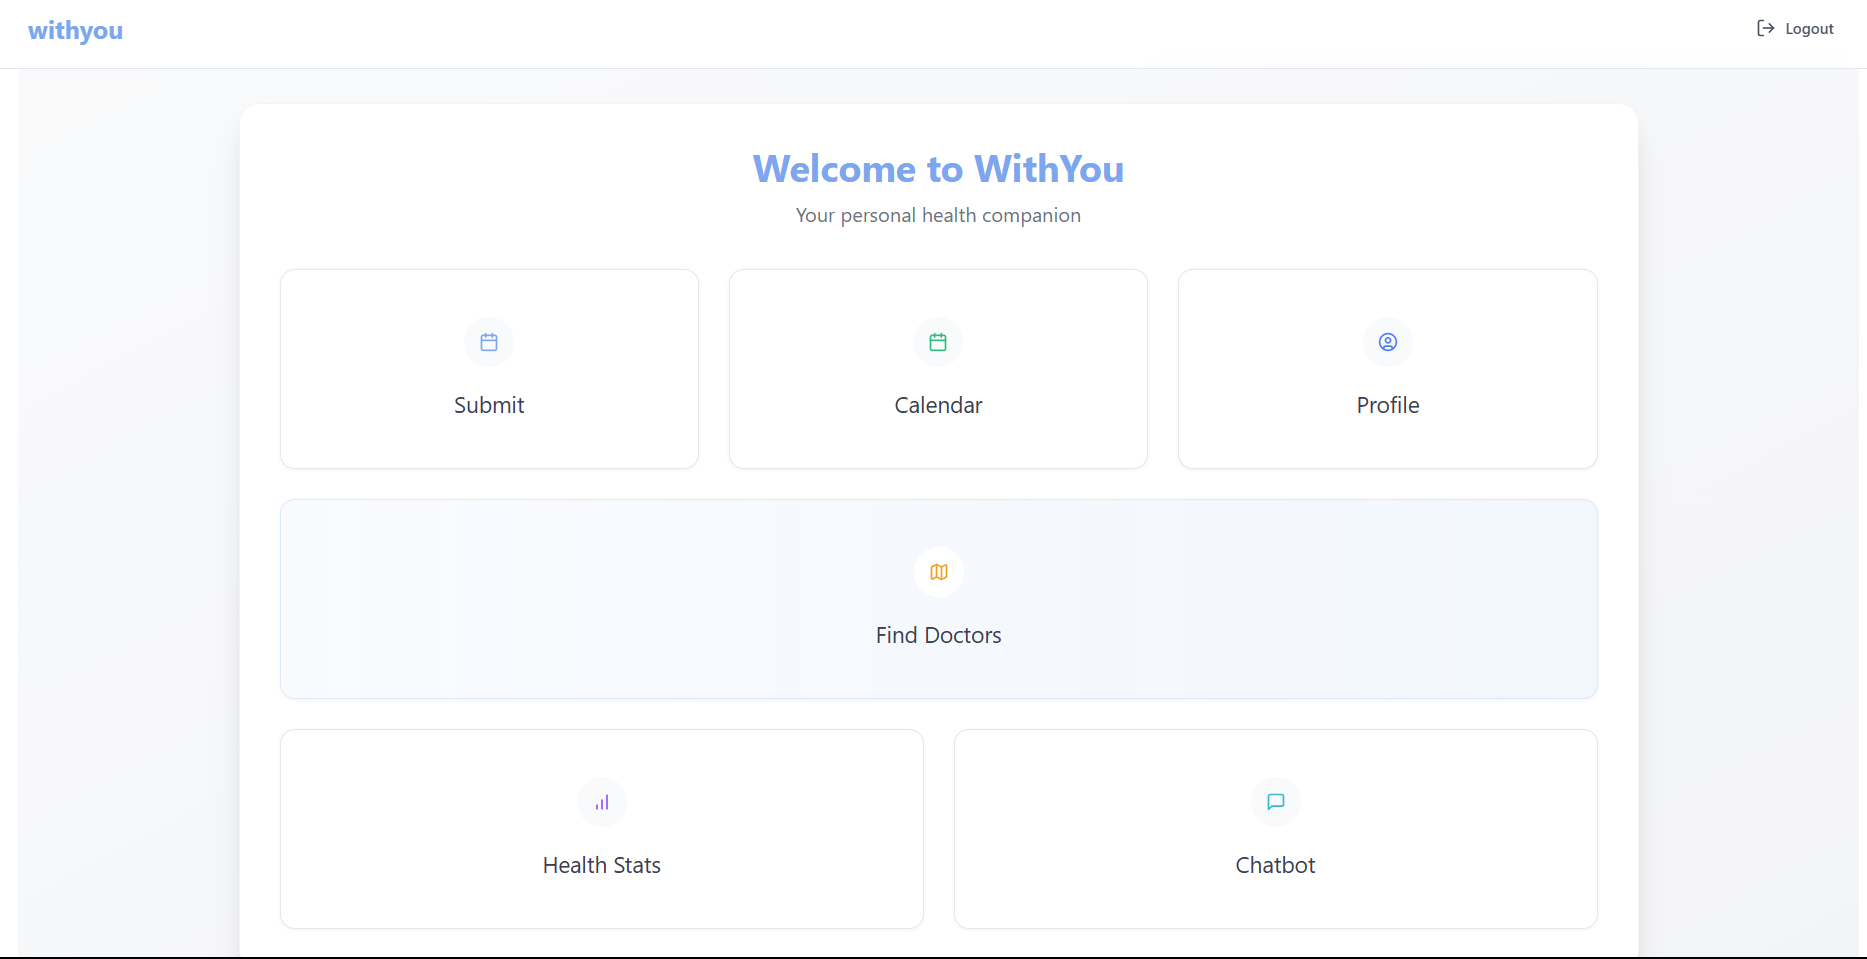 withyou
Logout
Welcome to WithYou
Your personal health companion
Submit
Calendar
Profile
Find Doctors
Health Stats
Chatbot